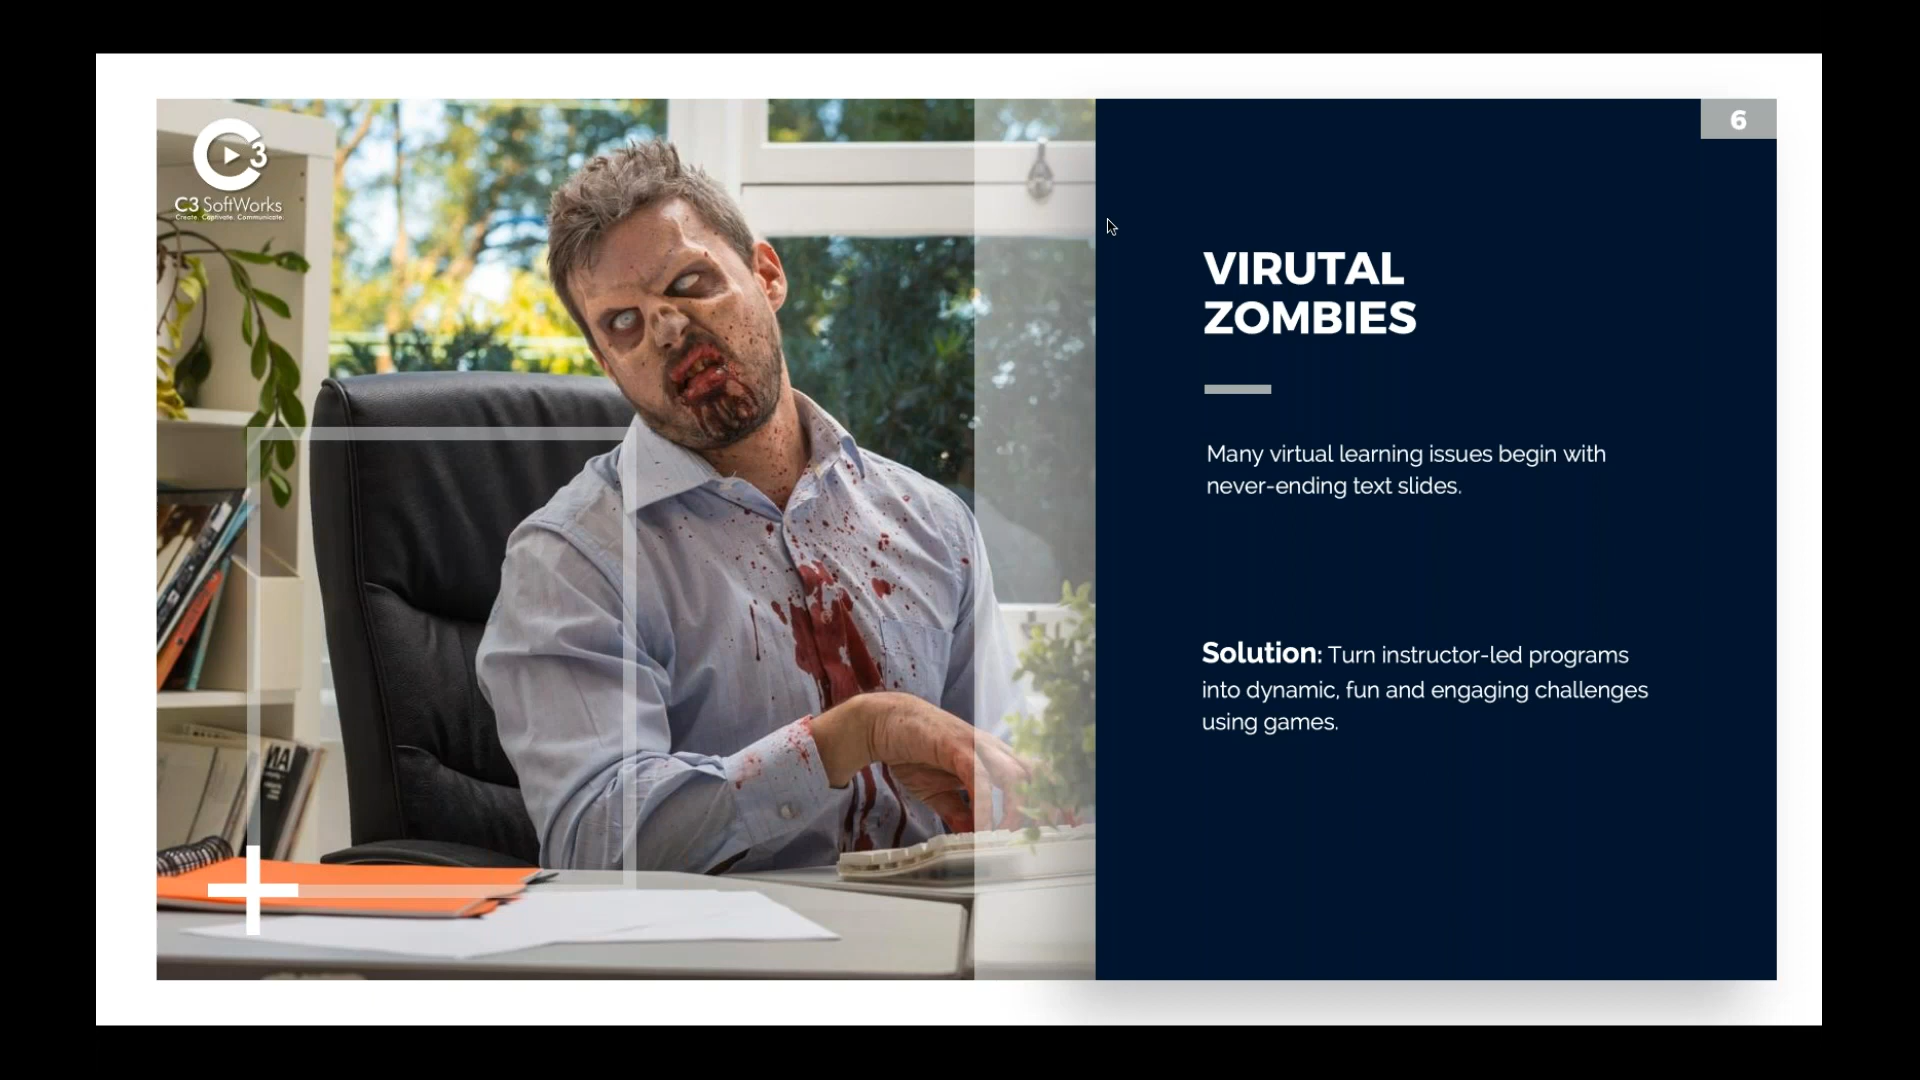 3
C3 SoftWorks
Create. Captivate. Communicate.
6
VIRUTAL
ZOMBIES
Many virtual learning issues begin with
never-ending text slides.
Solution: Turn instructor-led programs
into dynamic, fun and engaging challenges
using games.